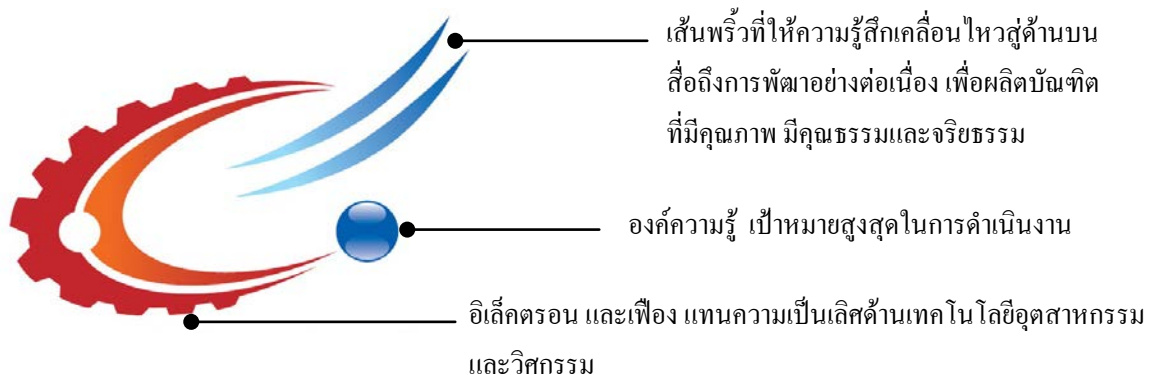 เส้นพริ้วที่ให้ความรู้สึกเคลื่อนไหวสู่ด้านบน
สื่อถึงการพัฒาอย่างต่อเนื่อง เพื่อผลิตบัณฑิต
ที่มีคุณภาพ มีคุณธรรมและจริยธรรม
องค์ความรู้ เป้าหมายสูงสุดในการดำเนินงาน
อิเล็คตรอน และเฟือง แทนความเป็นเลิศด้านเทคโนโลยีอุตสาหกรรม
และวิศกรรม